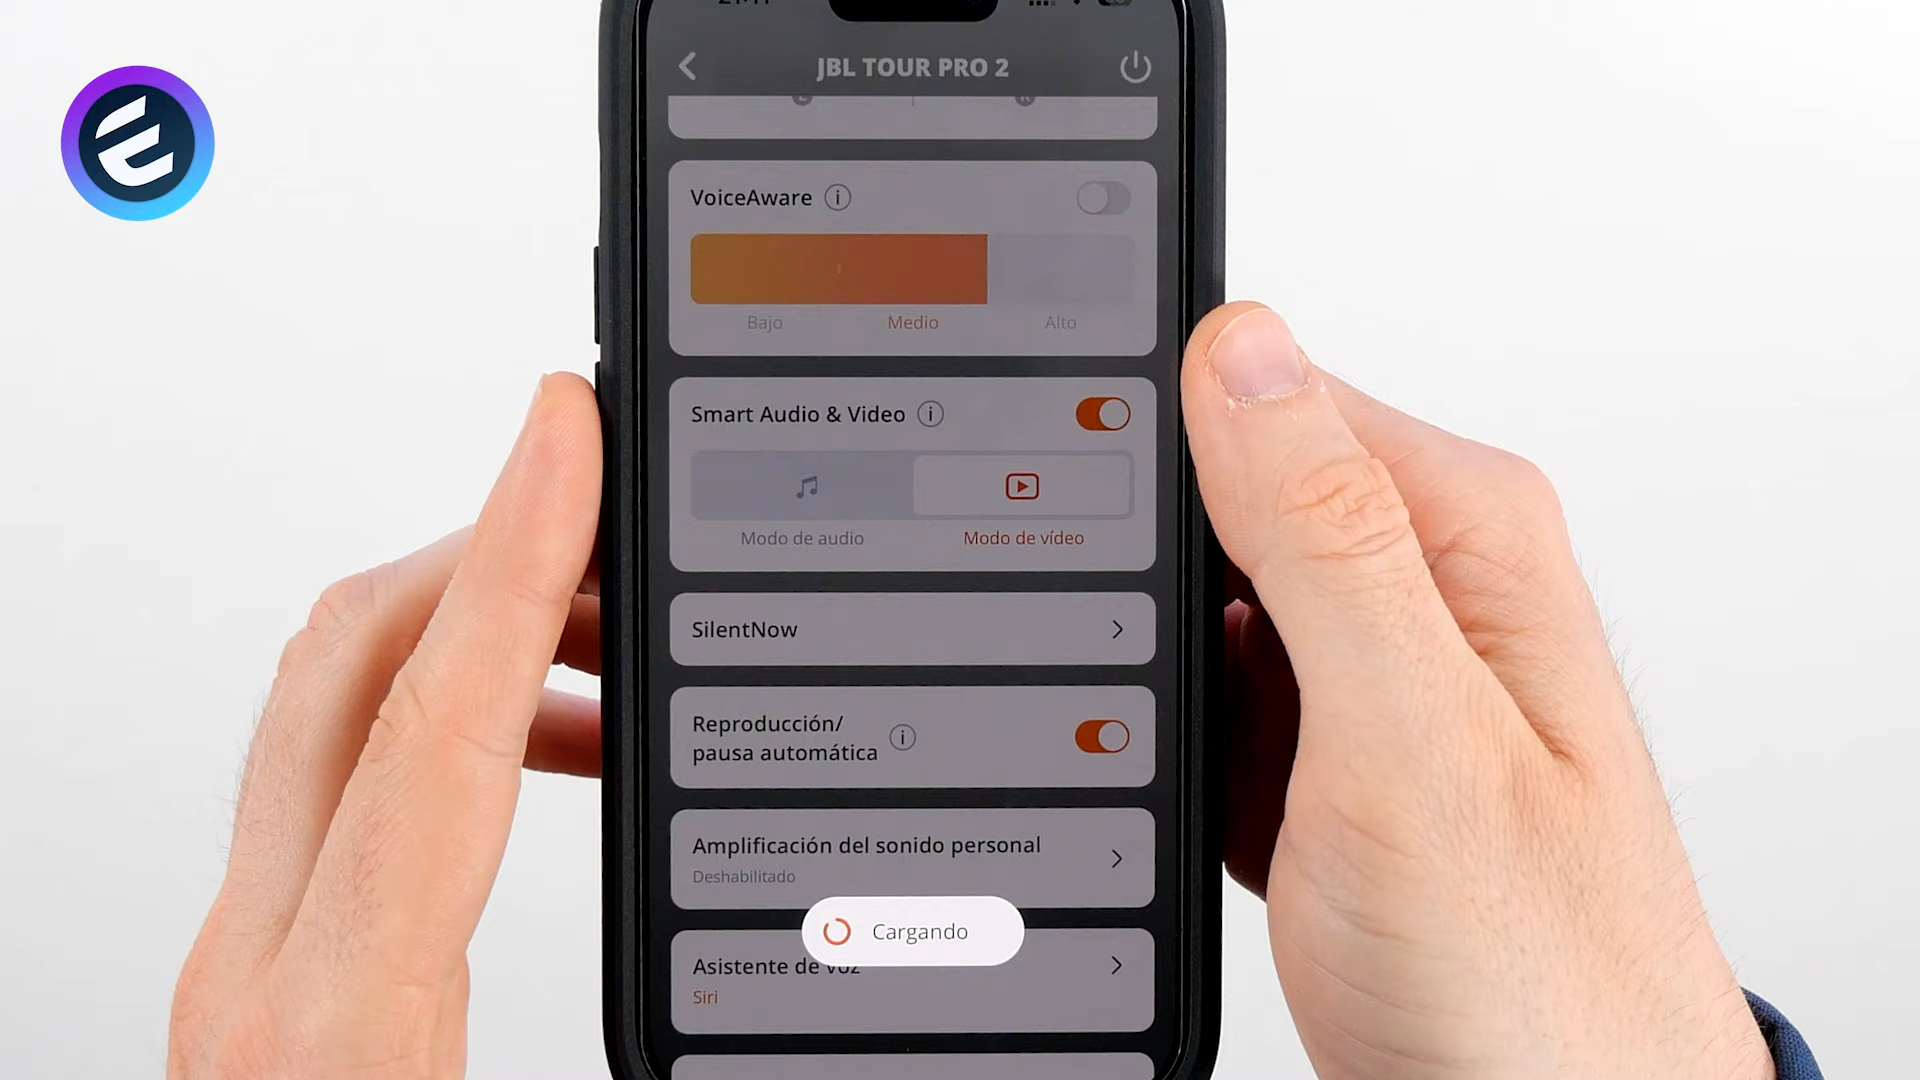 JBL TOUR PRO 2
VoiceAware
Bajo Medio Alto
Smart Audio & Video
Modo de audio Modo de vídeo
SilentNow
Reproducción/
pausa automática
Amplificación del sonido personal
Deshabilitado
Cargando
Asistente de voz
Siri